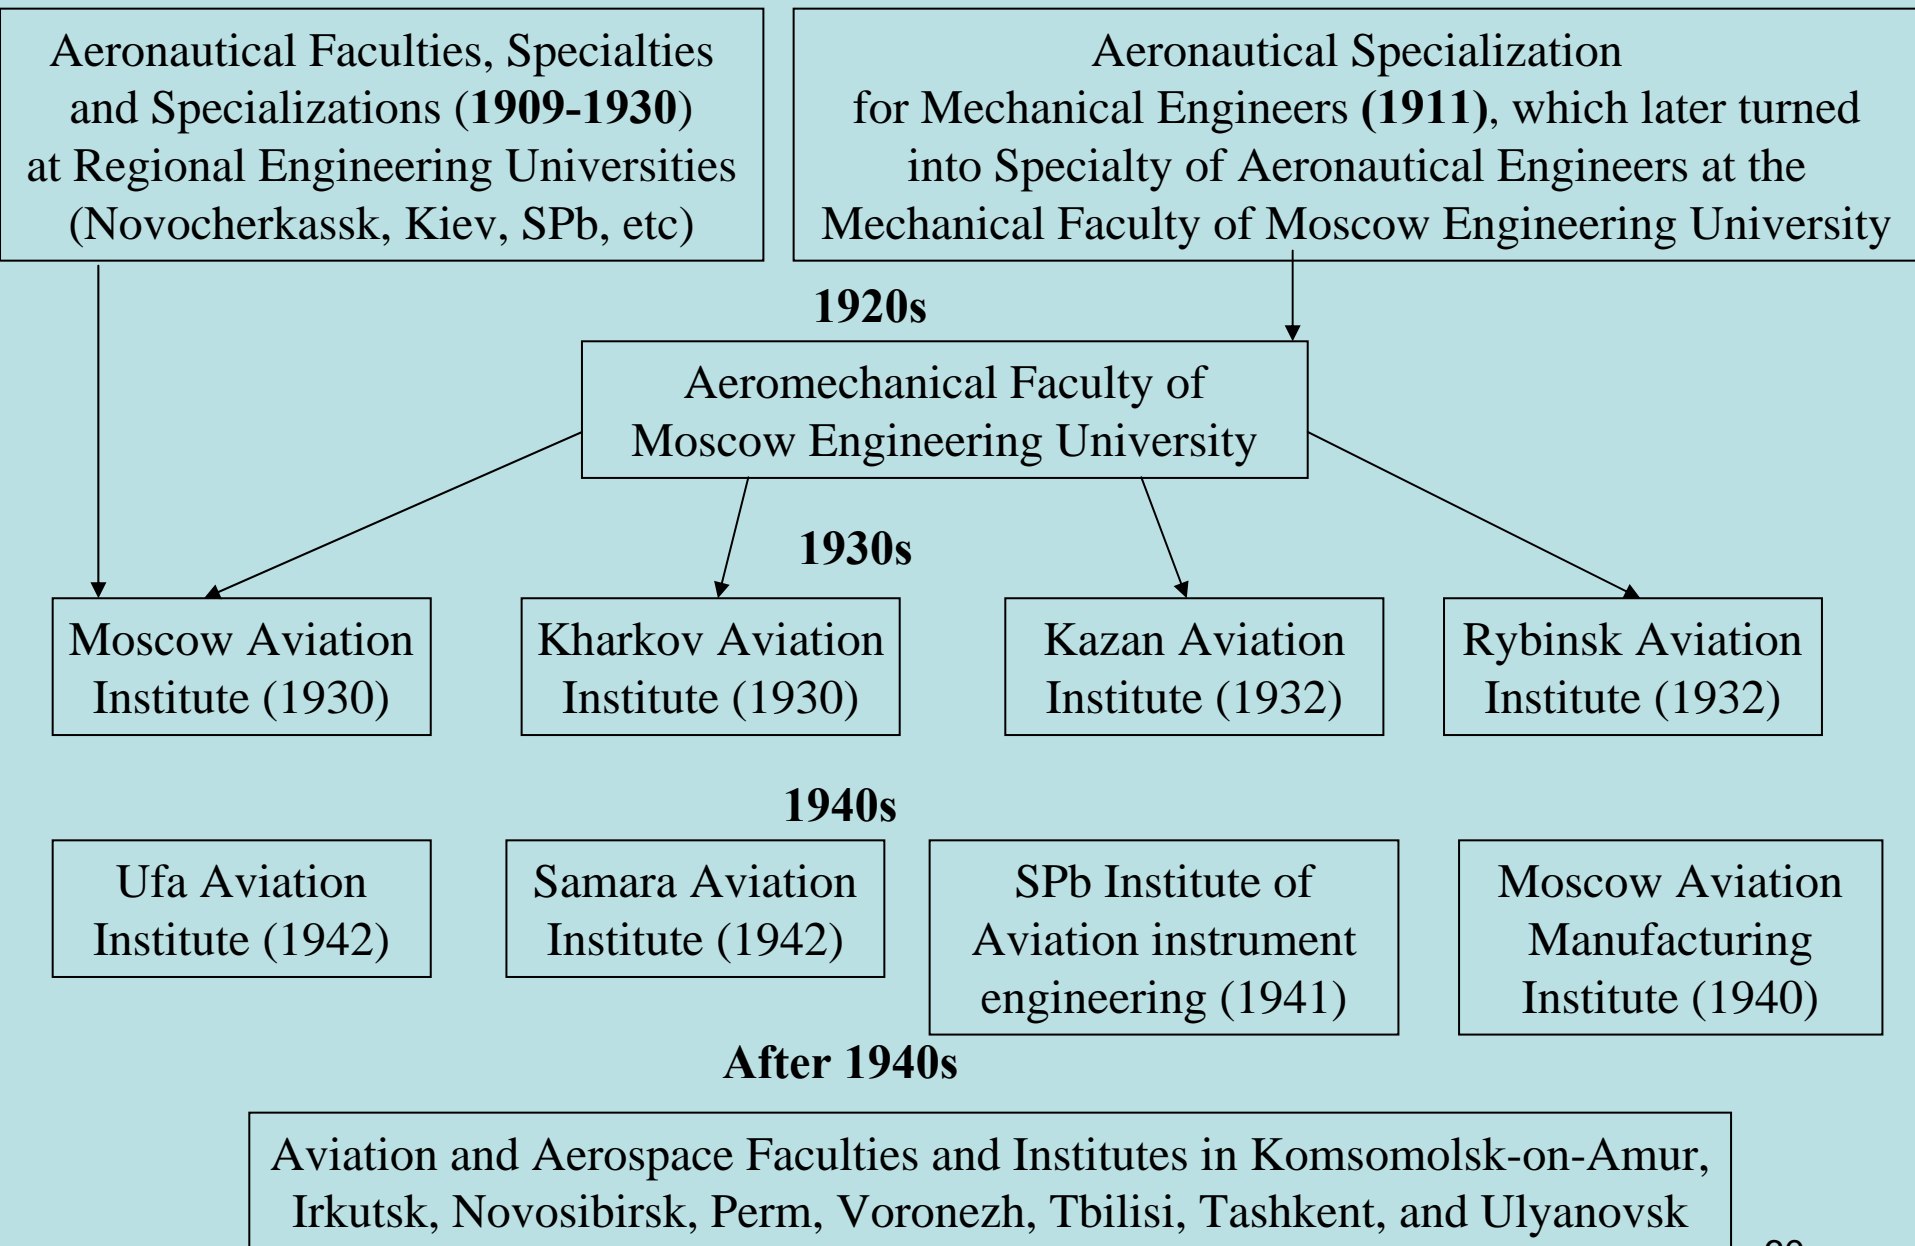 Aeronautical Faculties, Specialties
and Specializations (1909-1930)
at Regional Engineering Universities
(Novocherkassk, Kiev, SPb, etc)
Aeronautical Specialization
for Mechanical Engineers (1911), which later turned
into Specialty of Aeronautical Engineers at the
Mechanical Faculty of Moscow Engineering University
1920s
Aeromechanical Faculty of
Moscow Engineering University
1930s
Moscow Aviation
Institute (1930)
Kharkov Aviation
Institute (1930)
Kazan Aviation
Institute (1932)
Rybinsk Aviation
Institute (1932)
1940s
Ufa Aviation
Institute (1942)
Samara Aviation
Institute (1942)
SPb Institute of
Aviation instrument
engineering (1941)
Moscow Aviation
Manufacturing
Institute (1940)
After 1940s
Aviation and Aerospace Faculties and Institutes in Komsomolsk-on-Amur,
Irkutsk, Novosibirsk, Perm, Voronezh, Tbilisi, Tashkent, and Ulyanovsk